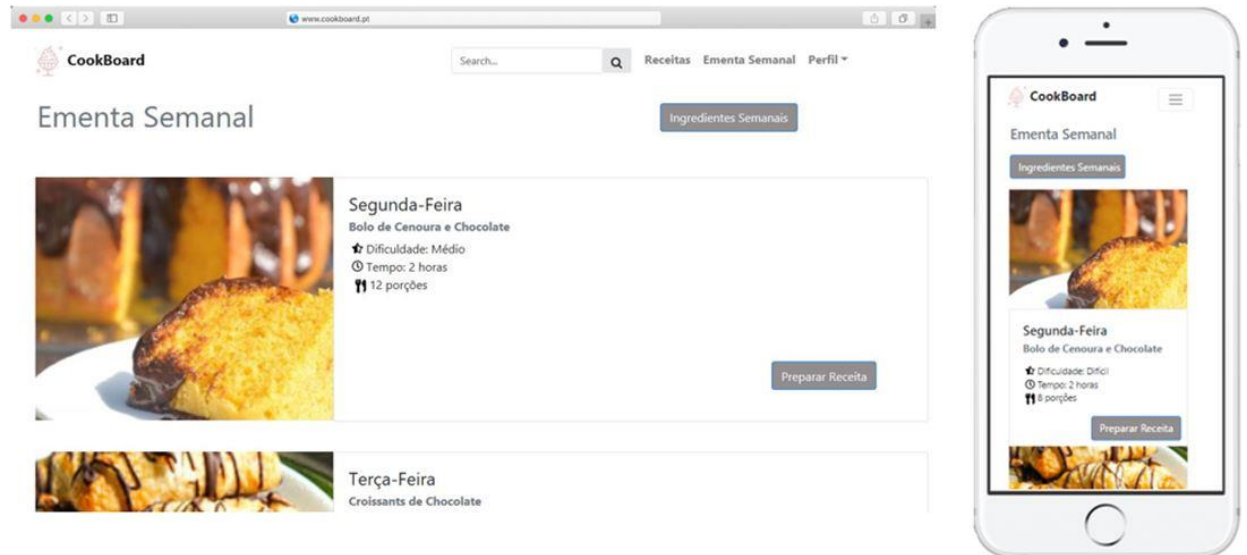 www.cookboard.pt
CookBoard
Search...
Receitas Ementa Semanal Perfil
Ementa Semanal
Ingredientes Semanais
Segunda-Feira
Bolo de Cenoura e Chocolate
Dificuldade: Médio
Tempo: 2 horas
12 porções
Preparar Receita
Terça-Feira
Croissants de Chocolate
CookBoard
Ementa Semanal
Ingredientes Semanais
Segunda-Feira
Bolo de Cenoura e Chocolate
Dificuldade: Difícil
Tempo: 2 horas
8 porções
Preparar Receita